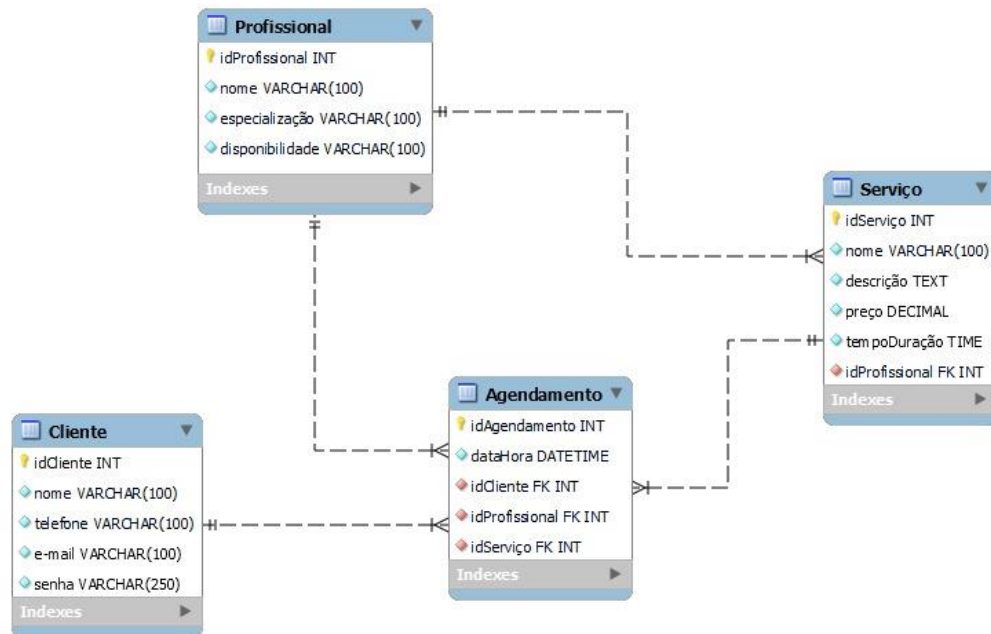 Profissional
idProfissional INT
nome VARCHAR(100)
especialização VARCHAR(100)
disponibilidade VARCHAR(100)
Indexes
Serviço
idServiço INT
nome VARCHAR(100)
descrição TEXT
preço DECIMAL
tempoDuração TIME
idProfissional FK INT
Indexes
Agendamento
idAgendamento INT
dataHora DATETIME
idCliente FK INT
idProfissional FK INT
idServiço FK INT
Indexes
Cliente
idCliente INT
nome VARCHAR(100)
telefone VARCHAR(100)
e-mail VARCHAR(100)
senha VARCHAR(250)
Indexes